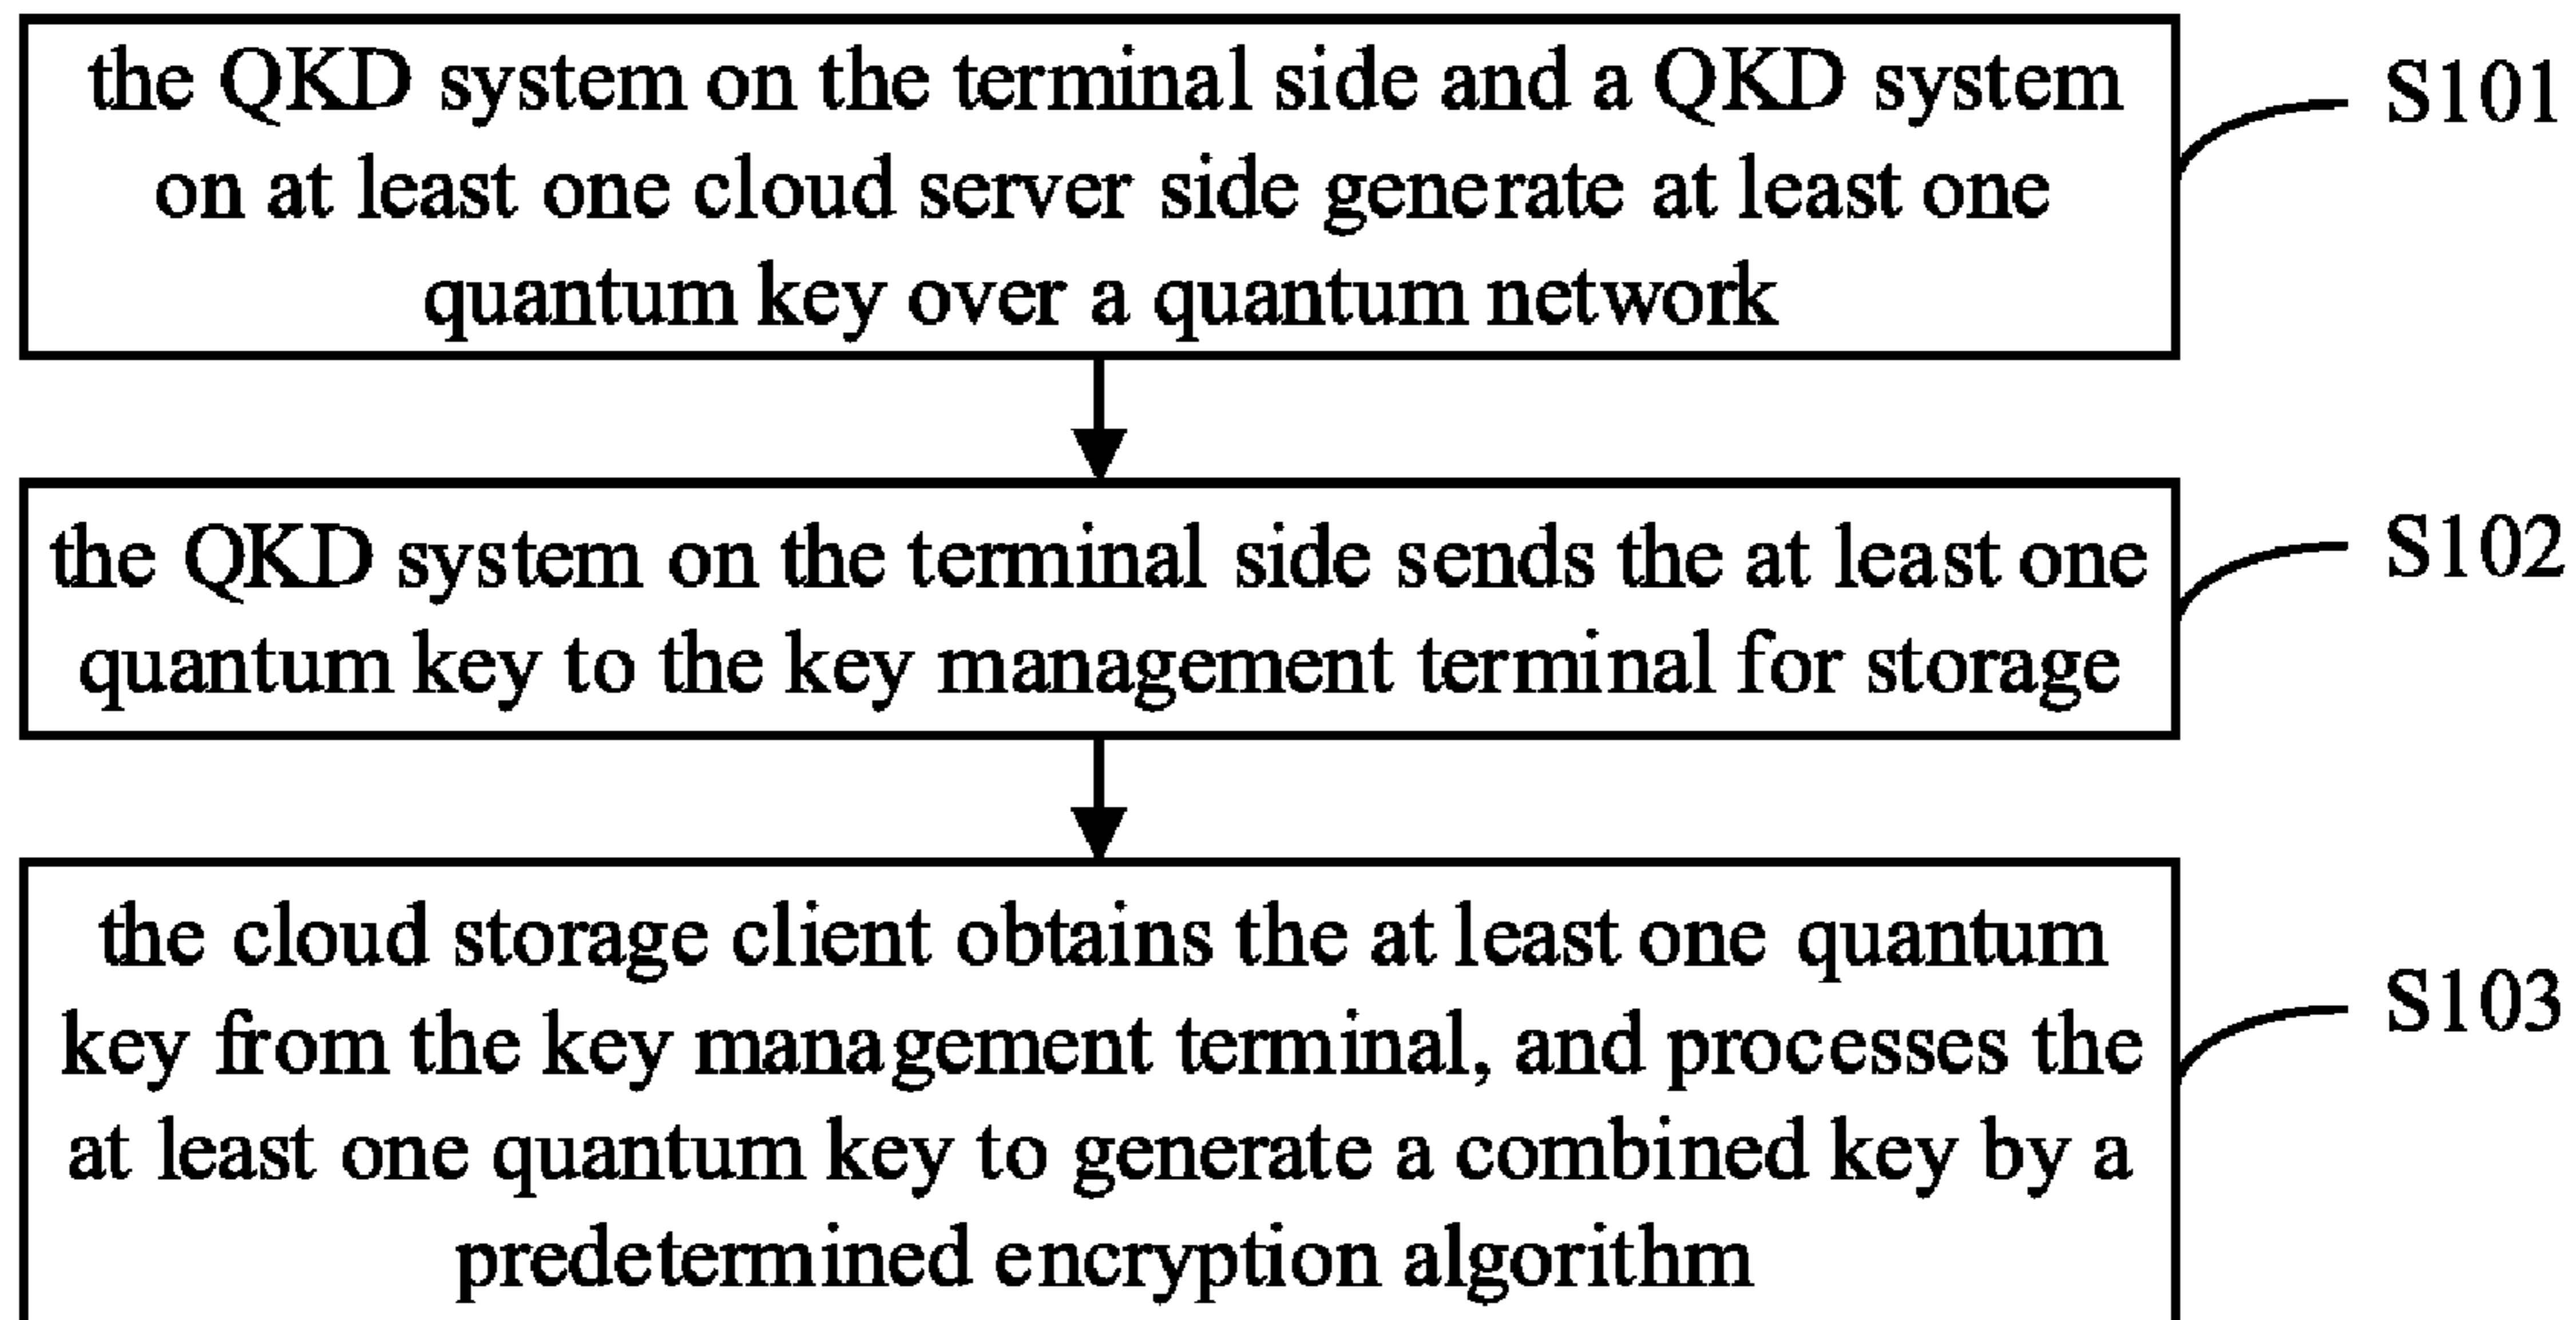 the QKD system on the terminal side and a QKD system
on at least one cloud server side generate at least one
quantum key over a quantum network
S101
the QKD system on the terminal side sends the at least one
quantum key to the key management terminal for storage
S102
the cloud storage client obtains the at least one quantum
key from the key management terminal, and processes the
at least one quantum key to generate a combined key by a
predetermined encryption algorithm
S103